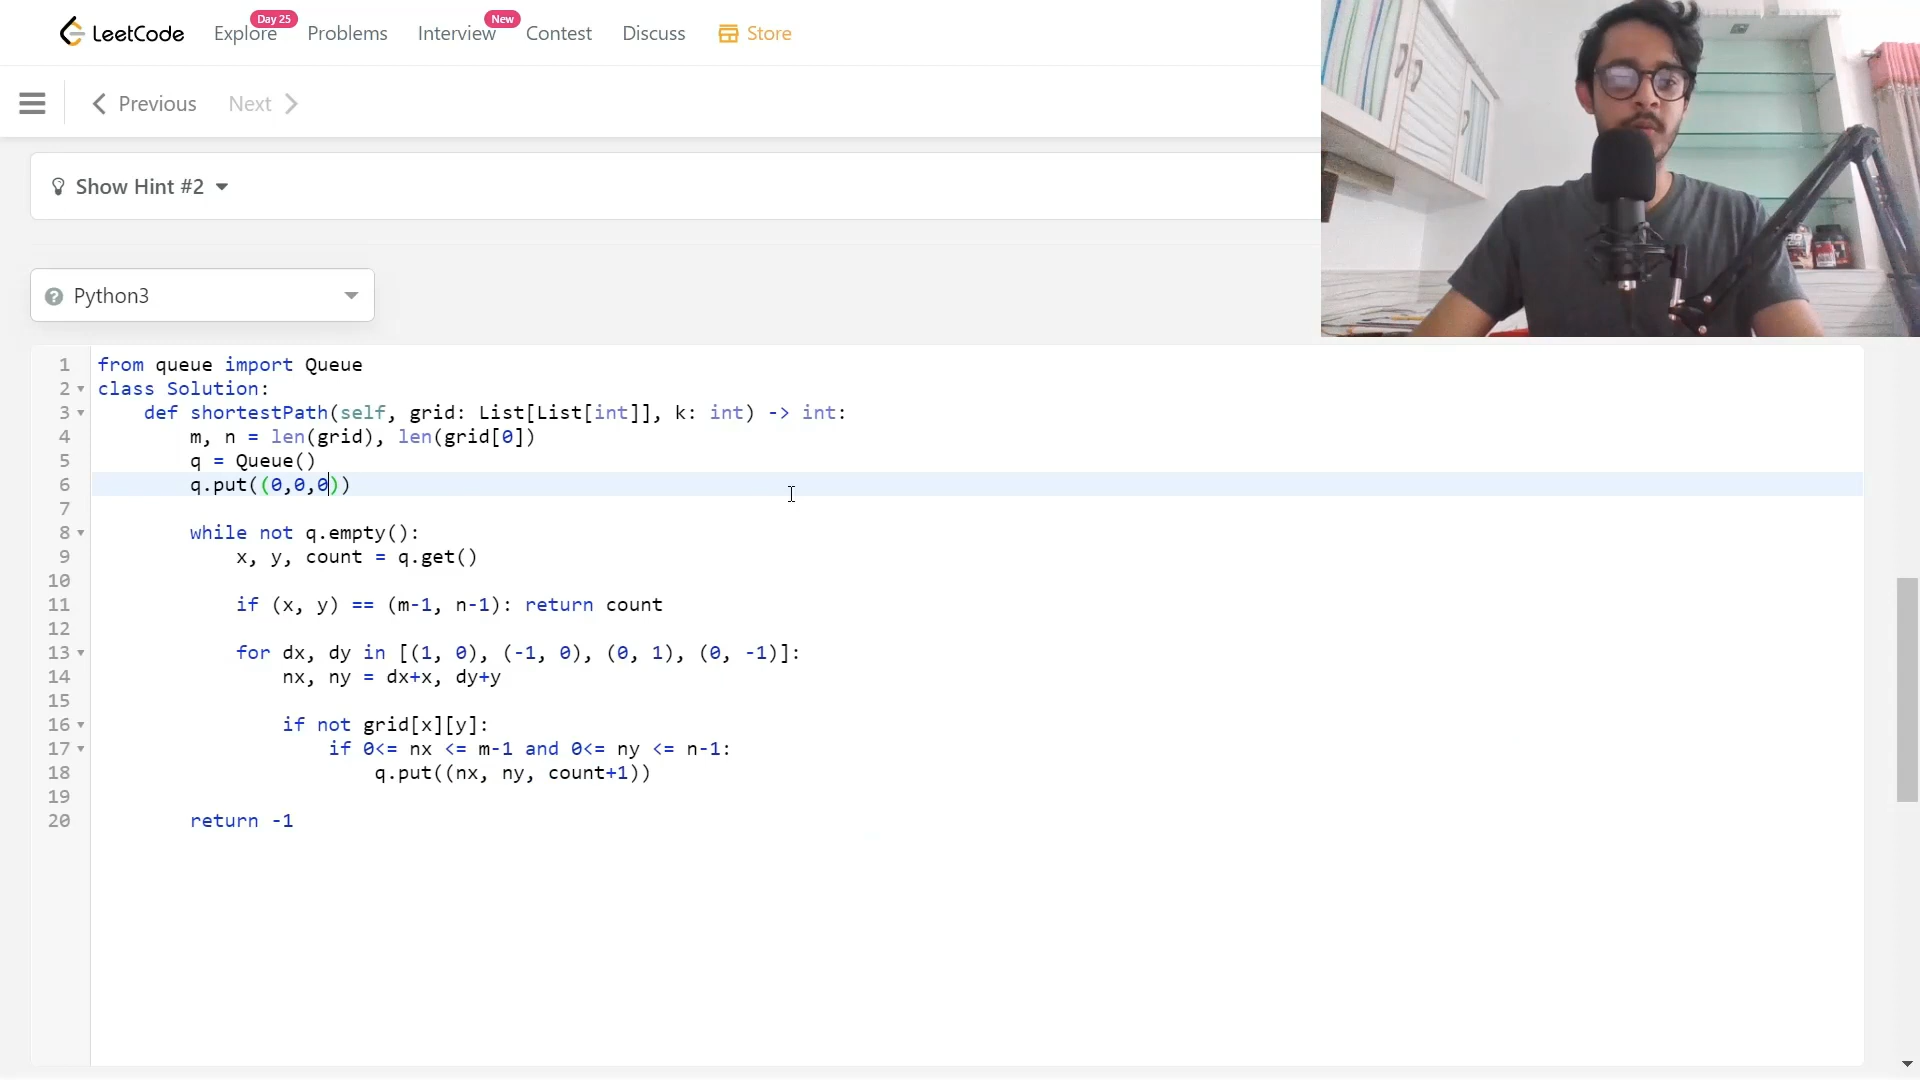 LeetCode
Explore Day 25 Problems Interview New Contest Discuss Store
Previous Next
Show Hint #2
Python3
1 from queue import Queue
2 class Solution:
3 def shortestPath(self, grid: List[List[int]], k: int) -> int:
4 m, n = len(grid), len(grid[0])
5 q = Queue()
6 q.put((0,0,0))
7
8 while not q.empty():
9 x, y, count = q.get()
10
11 if (x, y) == (m-1, n-1): return count
12
13 for dx, dy in [(1, 0), (-1, 0), (0, 1), (0, -1)]:
14 nx, ny = dx+x, dy+y
15
16 if not grid[x][y]:
17 if 0<= nx <= m-1 and 0<= ny <= n-1:
18 q.put((nx, ny, count+1))
19
20 return -1